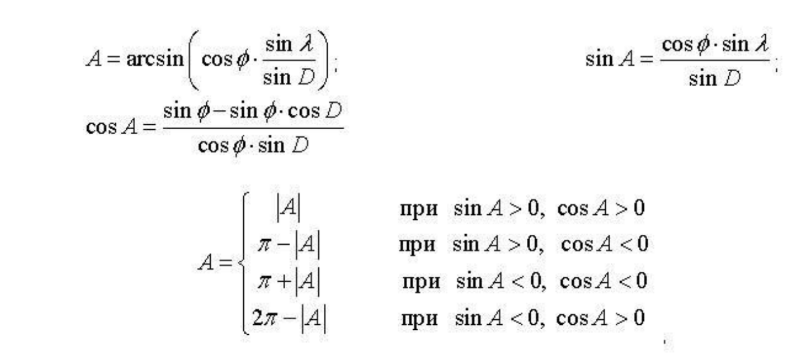 A = arcsin(cos ϕ · sin λ / sin D); sin A = cos ϕ · sin λ / sin D ;
cos A = sin ϕ − sin ϕ · cos D / cos ϕ · sin D
|A| при sin A > 0, cos A > 0
π − |A| при sin A > 0, cos A < 0
A = { π + |A| при sin A < 0, cos A < 0
2π − |A| при sin A < 0, cos A > 0 ,